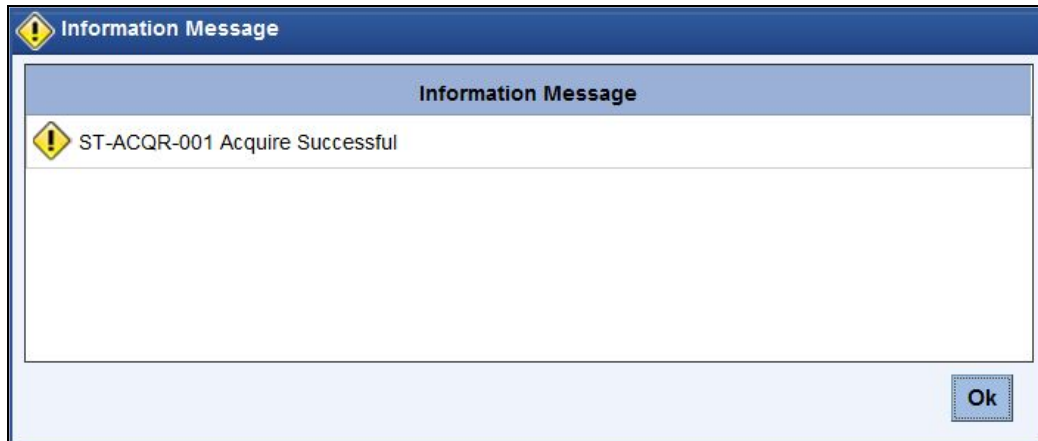 Information Message
Information Message
ST-ACQR-001 Acquire Successful
Ok